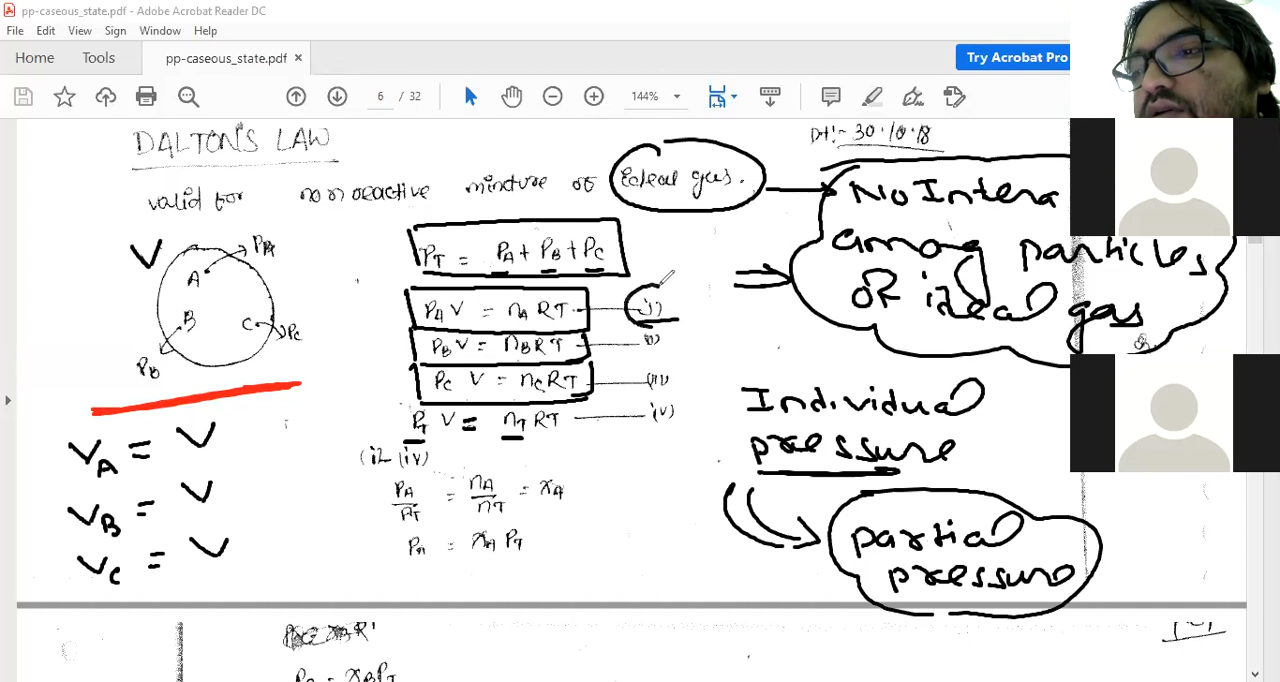 pp-caseous_state.pdf - Adobe Acrobat Reader DC
File Edit View Sign Window Help
Home Tools pp-caseous_state.pdf ×
Try Acrobat Pro
6 / 32
144%
DALTON'S LAW
Dt:- 30.10.18
valid for nonreactive mixture of Ideal gas.
No Intera
among particles
of ideal gas
V
A PA
B PB
C PC
PT = PA + PB + PC
PA V = nA RT (i)
PB V = nB RT (ii)
PC V = nC RT (iii)
PT V = nT RT (iv)
(i)
PA/PT = nA/nT = xA
PA = xA PT
VA = V
VB = V
VC = V
Individual
pressure
partial
pressure
= xB PT